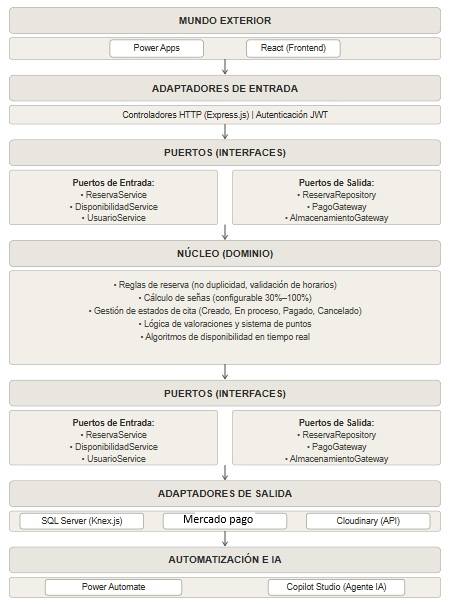 MUNDO EXTERIOR
Power Apps
React (Frontend)
ADAPTADORES DE ENTRADA
Controladores HTTP (Express.js) | Autenticación JWT
PUERTOS (INTERFACES)
Puertos de Entrada:
• ReservaService
• DisponibilidadService
• UsuarioService
Puertos de Salida:
• ReservaRepository
• PagoGateway
• AlmacenamientoGateway
NÚCLEO (DOMINIO)
• Reglas de reserva (no duplicidad, validación de horarios)
• Cálculo de señas (configurable 30%–100%)
• Gestión de estados de cita (Creado, En proceso, Pagado, Cancelado)
• Lógica de valoraciones y sistema de puntos
• Algoritmos de disponibilidad en tiempo real
PUERTOS (INTERFACES)
Puertos de Entrada:
• ReservaService
• DisponibilidadService
• UsuarioService
Puertos de Salida:
• ReservaRepository
• PagoGateway
• AlmacenamientoGateway
ADAPTADORES DE SALIDA
SQL Server (Knex.js)
Mercado pago
Cloudinary (API)
AUTOMATIZACIÓN E IA
Power Automate
Copilot Studio (Agente IA)